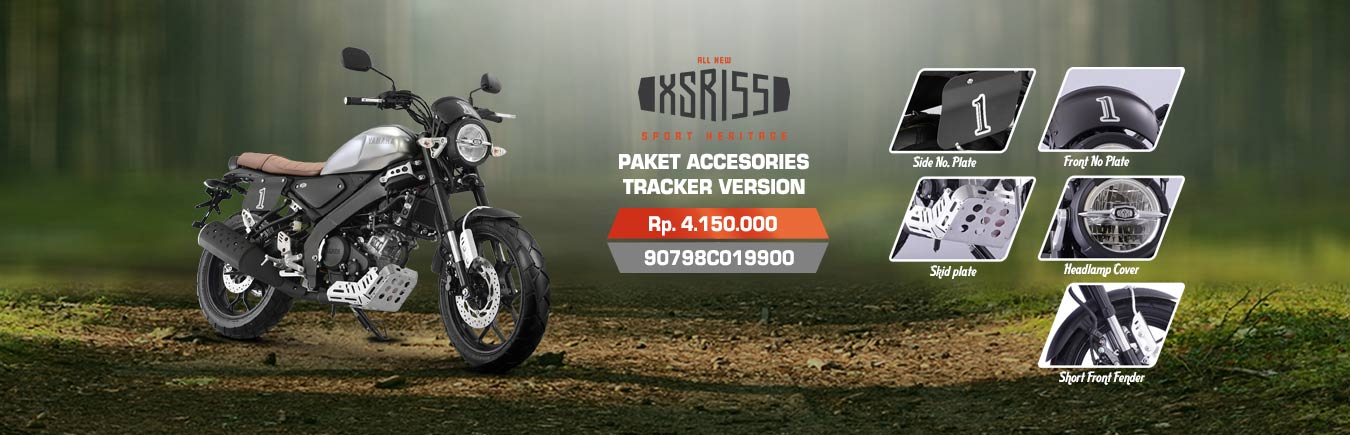 ALL NEW
XSR155
SPORT HERITAGE
PAKET ACCESORIES
TRACKER VERSION
Rp. 4.150.000
90798C019900
YAMAHA
1
1
Side No. Plate
1
Front No Plate
Skid plate
Headlamp Cover
Short Front Fender